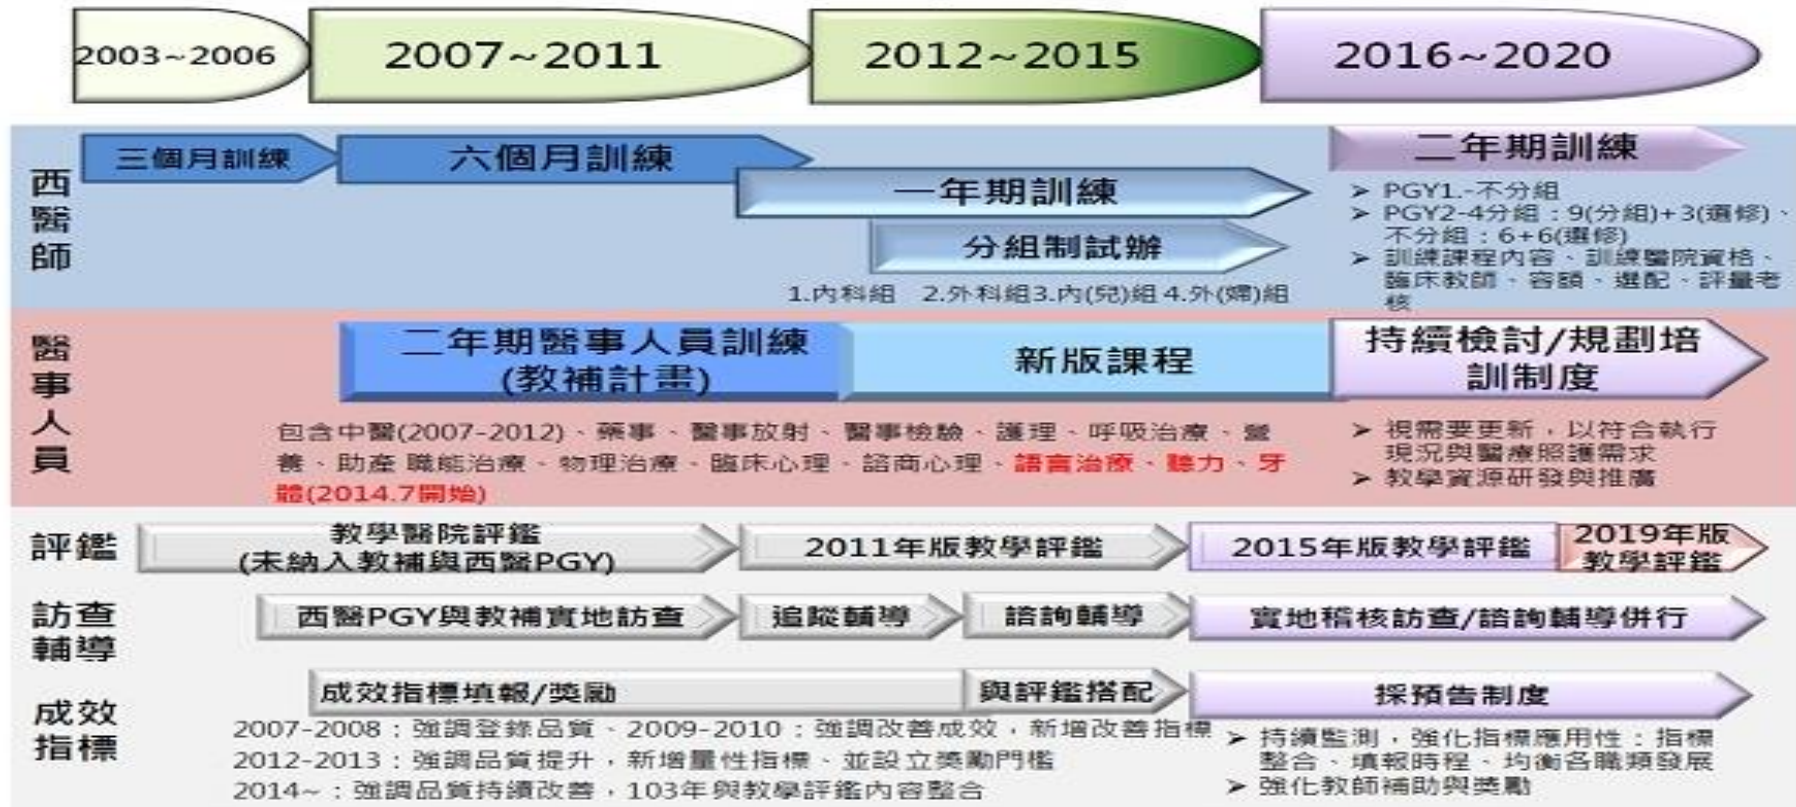 2003~2006
2007~2011
2012~2015
2016~2020
西醫師
三個月訓練
六個月訓練
一年期訓練
分組制試辦
1.內科組 2.外科組3.內(兒)組 4.外(婦)組
二年期訓練
➢ PGY1.-不分組
➢ PGY2-4分組：9(分組)+3(選修)、
不分組：6+6(選修)
➢ 訓練課程內容、訓練醫院資格、
臨床教師、容額、選配、評量考
核
醫事人員
二年期醫事人員訓練
(教補計畫)
新版課程
持續檢討/規劃培
訓制度
包含中醫(2007-2012)、藥事、醫事放射、醫事檢驗、護理、呼吸治療、營
養、助產 職能治療、物理治療、臨床心理、諮商心理、語言治療、聽力、牙
體(2014.7開始)
➢ 視需要更新，以符合執行
現況與醫療照護需求
➢ 教學資源研發與推廣
評鑑
教學醫院評鑑
(未納入教補與西醫PGY)
2011年版教學評鑑
2015年版教學評鑑
2019年版
教學評鑑
訪查
輔導
西醫PGY與教補實地訪查
追蹤輔導
諮詢輔導
實地稽核訪查/諮詢輔導併行
成效
指標
成效指標填報/獎勵
與評鑑搭配
採預告制度
2007-2008：強調登錄品質、2009-2010：強調改善成效，新增改善指標
2012-2013：強調品質提升，新增量性指標、並設立獎勵門檻
2014~：強調品質持續改善，103年與教學評鑑內容整合
➢ 持續監測，強化指標應用性：指標
整合、填報時程、均衡各職類發展
➢ 強化教師補助與獎勵